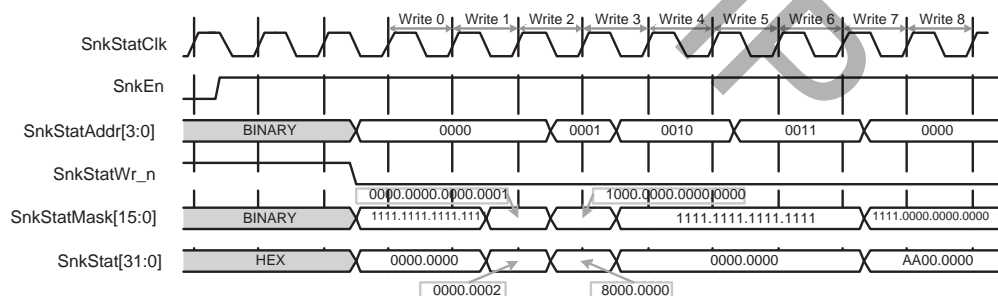 Write 0 Write 1 Write 2 Write 3 Write 4 Write 5 Write 6 Write 7 Write 8
SnkStatClk
SnkEn
SnkStatAddr[3:0] BINARY 0000 0001 0010 0011 0000
SnkStatWr_n
0000.0000.0000.0001 1000.0000.0000.0000
SnkStatMask[15:0] BINARY 1111.1111.1111.111 1111.1111.1111.1111 1111.0000.0000.0000
SnkStat[31:0] HEX 0000.0000 0000.0000 AA00.0000
0000.0002 8000.0000